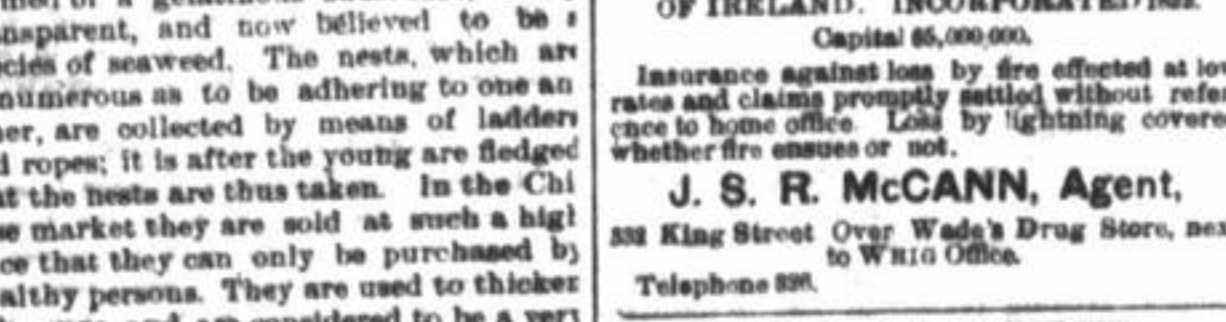 nsparent, and now believed to be a
cies of seaweed. The nests, which are
numerous as to be adhering to one an
her, are collected by means of ladders
d ropes; it is after the young are fledged
at the nests are thus taken. In the Chi
se market they are sold at such a high
ce that they can only be purchased by
althy persons. They are used to thicken
considered to be a very
OF IRELAND. INCORPORATED
Capital $5,000,000.
Insurance against loss by fire effected at low
rates and claims promptly settled without refer
ence to home office. Loss by lightning covered
whether fire ensues or not.
J. S. R. McCANN, Agent,
King Street Over Wade's Drug Store, nex
to WHIG Office.
Telephone